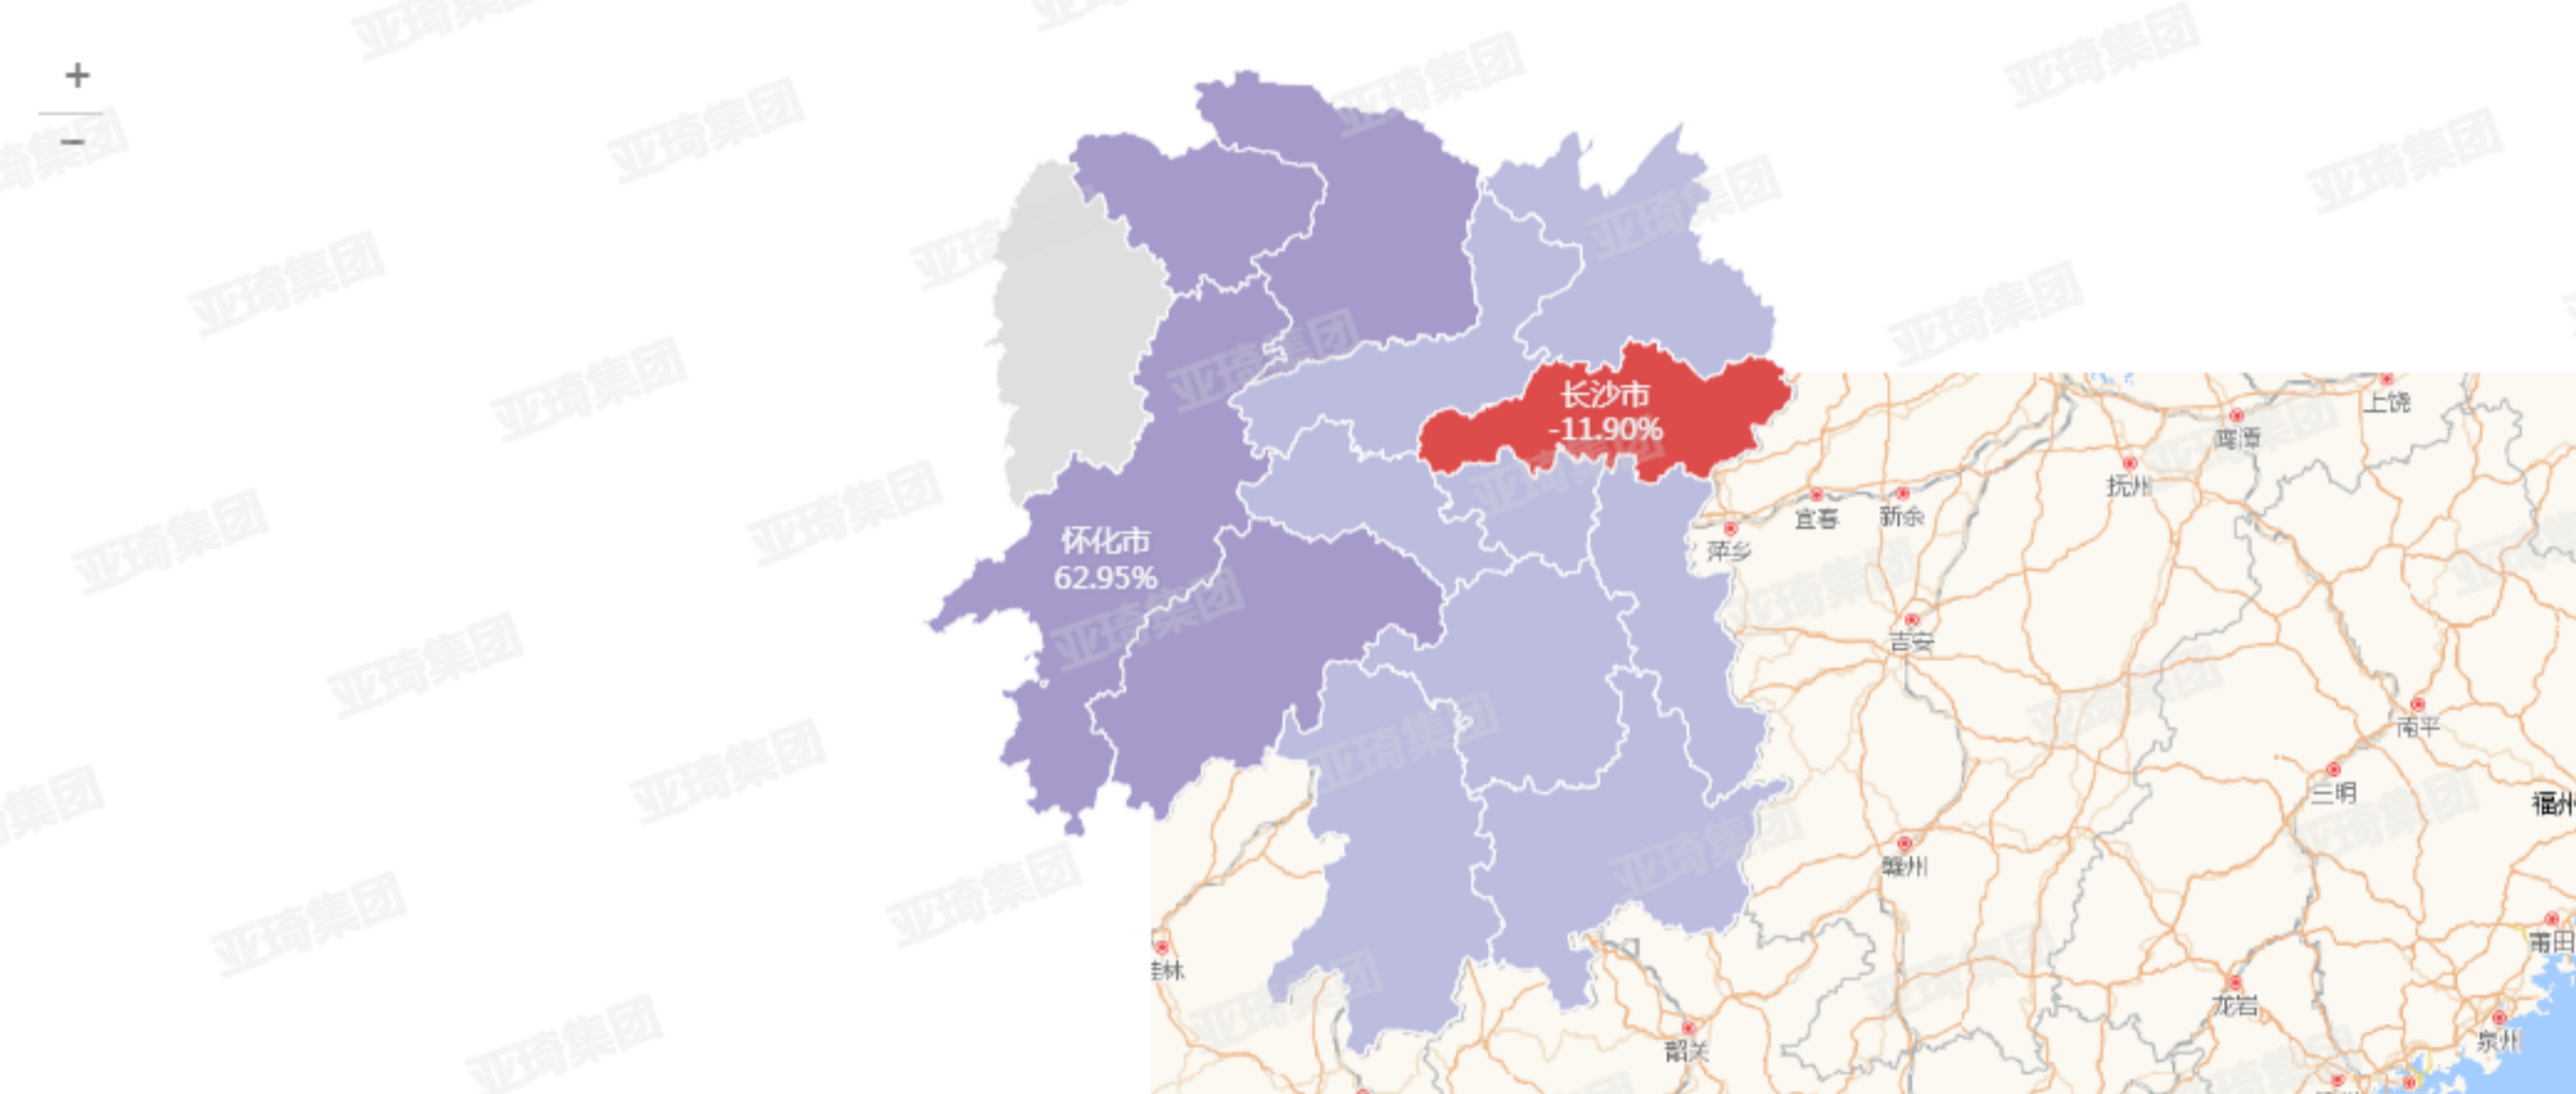 +
−
亚琦集团
长沙市
-11.90%
怀化市
62.95%
上饶
鹰潭
抚州
宜春
新余
萍乡
吉安
南平
三明
福州
赣州
莆田
桂林
龙岩
泉州
韶关